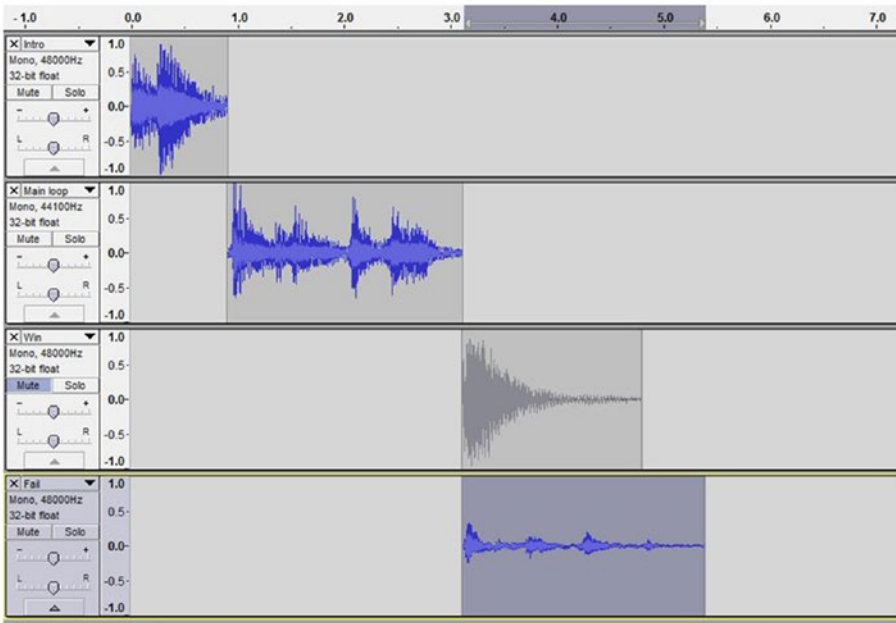 - 1.0 0.0 1.0 2.0 3.0 4.0 5.0 6.0 7.0
X Intro ▼ 1.0
Mono, 48000Hz
32-bit float 0.5-
Mute Solo
- + 0.0-
L R -0.5-
-1.0
X Main loop ▼ 1.0
Mono, 44100Hz
32-bit float 0.5-
Mute Solo
- + 0.0-
L R -0.5-
-1.0
X Win ▼ 1.0
Mono, 48000Hz
32-bit float 0.5-
Mute Solo
- + 0.0-
L R -0.5-
-1.0
X Fail ▼ 1.0
Mono, 48000Hz
32-bit float 0.5-
Mute Solo
- + 0.0-
L R -0.5-
-1.0